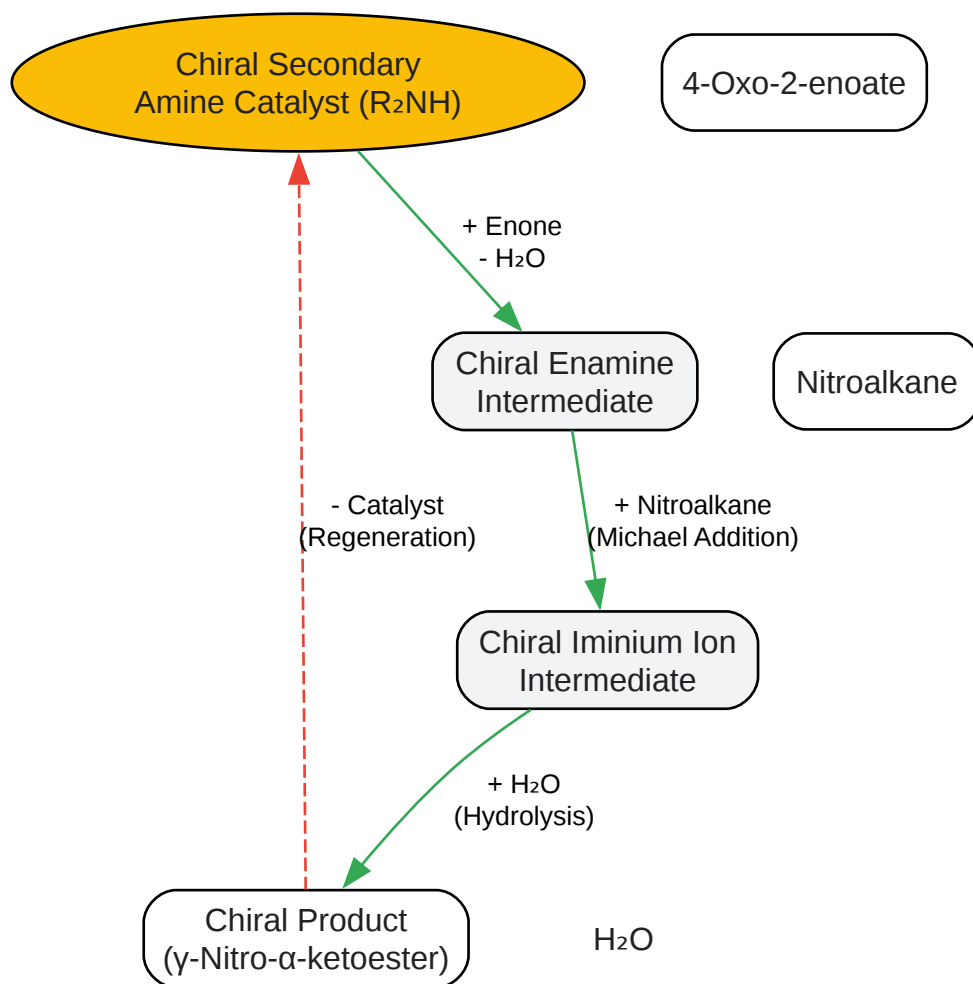 Chiral Secondary
Amine Catalyst (R₂NH)
4-Oxo-2-enoate
+ Enone
- H₂O
Chiral Enamine
Intermediate
Nitroalkane
- Catalyst
(Regeneration)
+ Nitroalkane
(Michael Addition)
Chiral Iminium Ion
Intermediate
+ H₂O
(Hydrolysis)
Chiral Product
(γ-Nitro-α-ketoester)
H₂O